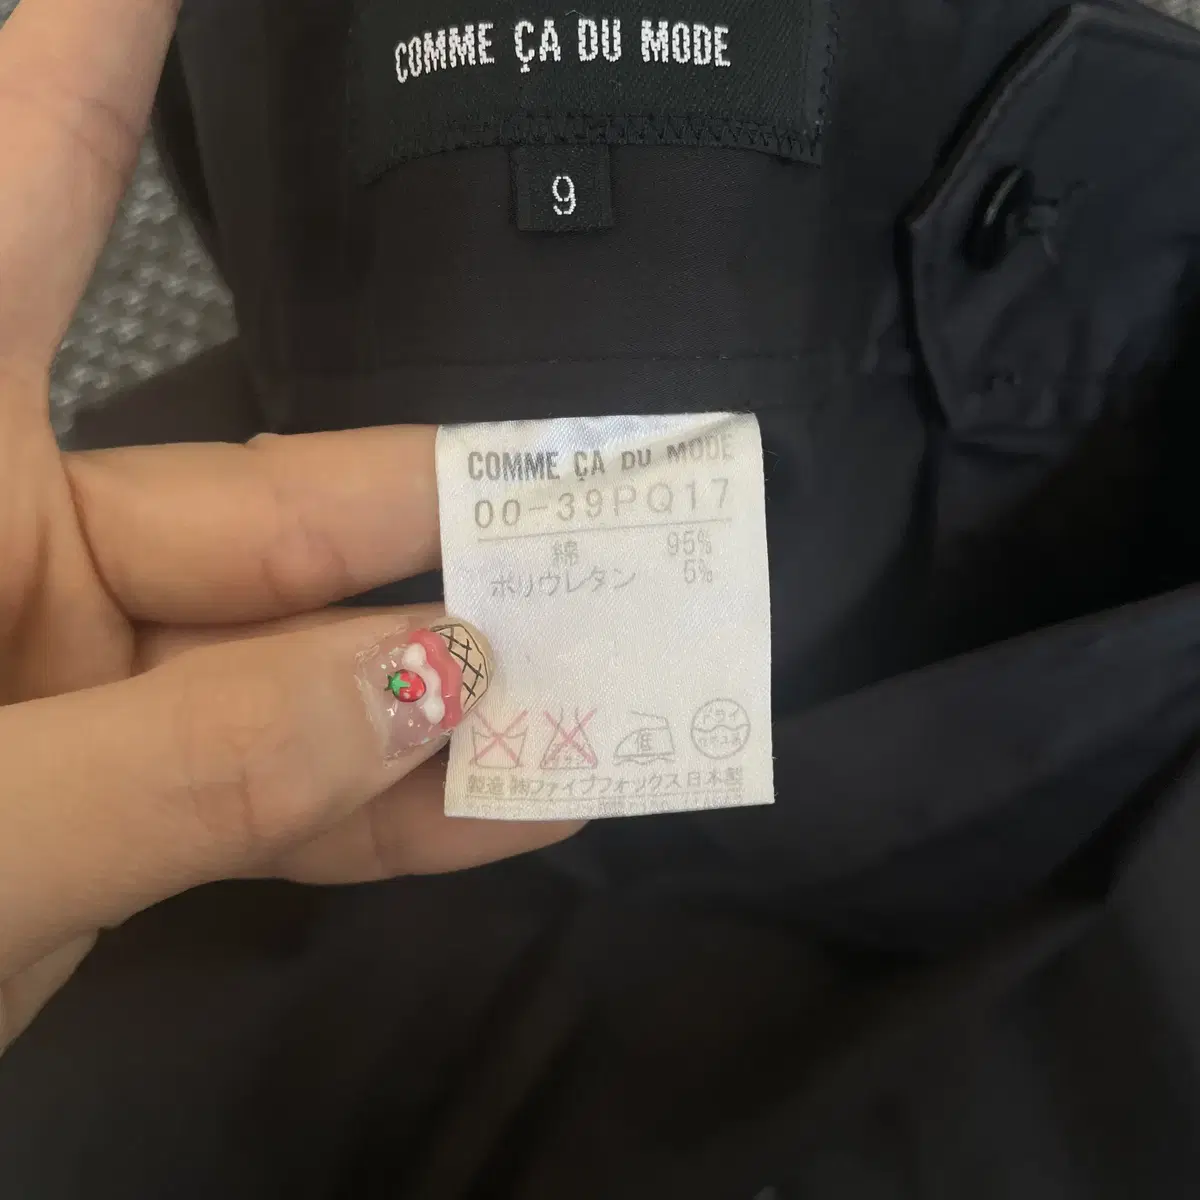 COMME ÇA DU MODE
9
COMME ÇA DU MODE
00-39PQ17
綿 95%
ポリウレタン 5%
低 ドライ
製造 ㈱ファイブフォックス 日本製